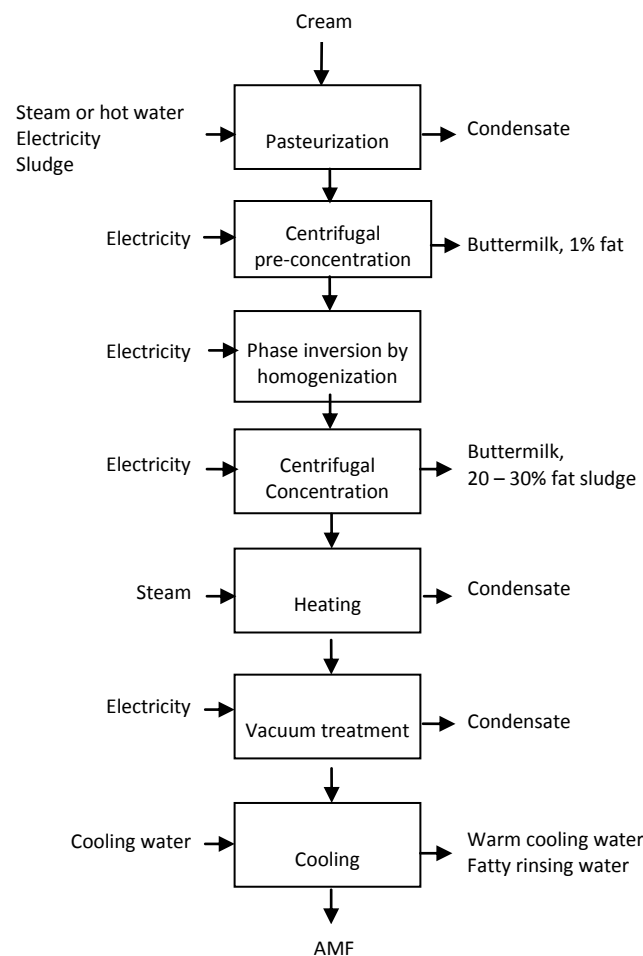 Cream
Steam or hot water
Electricity
Sludge
Pasteurization
Condensate
Electricity
Centrifugal
pre-concentration
Buttermilk, 1% fat
Electricity
Phase inversion by
homogenization
Electricity
Centrifugal
Concentration
Buttermilk,
20 – 30% fat sludge
Steam
Heating
Condensate
Electricity
Vacuum treatment
Condensate
Cooling water
Cooling
Warm cooling water
Fatty rinsing water
AMF